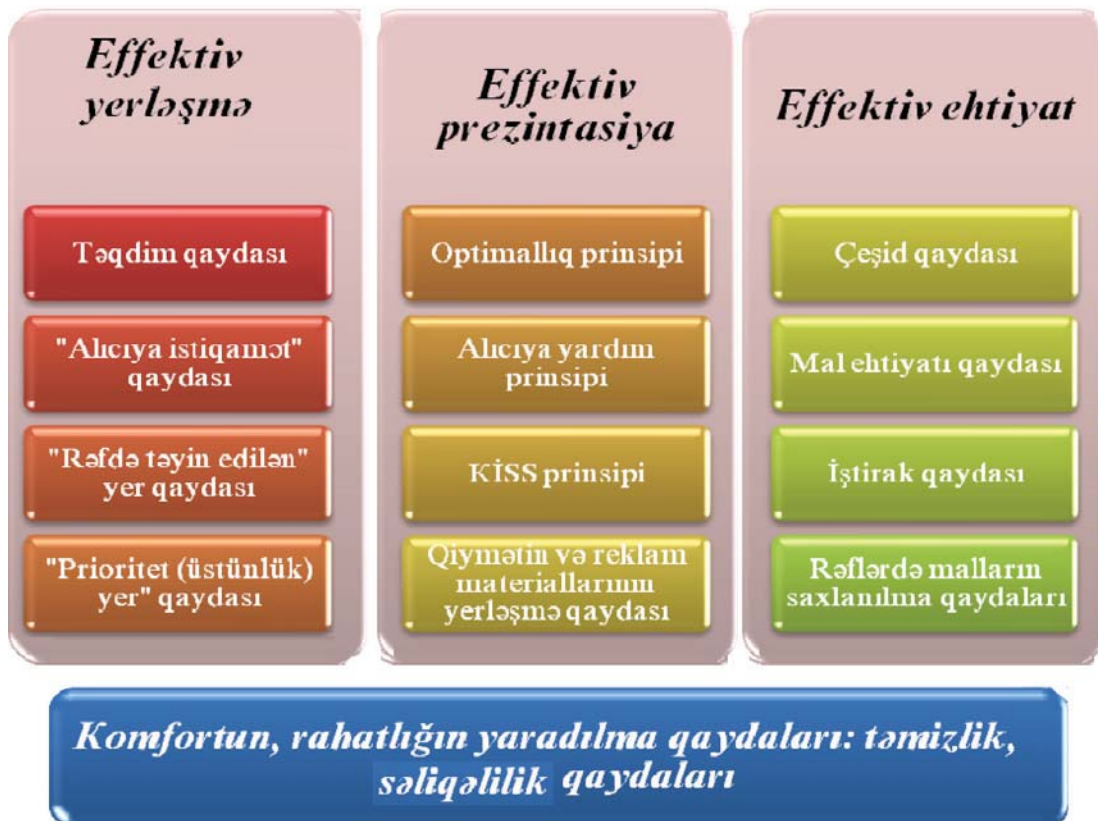 Effektiv
yerləşmə
Təqdim qaydası
"Alıcıya istiqamət"
qaydası
"Rəfdə təyin edilən"
yer qaydası
"Prioritet (üstünlük)
yer" qaydası
Effektiv
prezintasiya
Optimallıq prinsipi
Alıcıya yardım
prinsipi
KİSS prinsipi
Qiymətin və reklam
materiallarının
yerləşmə qaydası
Effektiv ehtiyat
Çeşid qaydası
Mal ehtiyatı qaydası
İştirak qaydası
Rəflərdə malların
saxlanılma qaydaları
Komfortun, rahatlığın yaradılma qaydaları: təmizlik,
səliqəlilik qaydaları